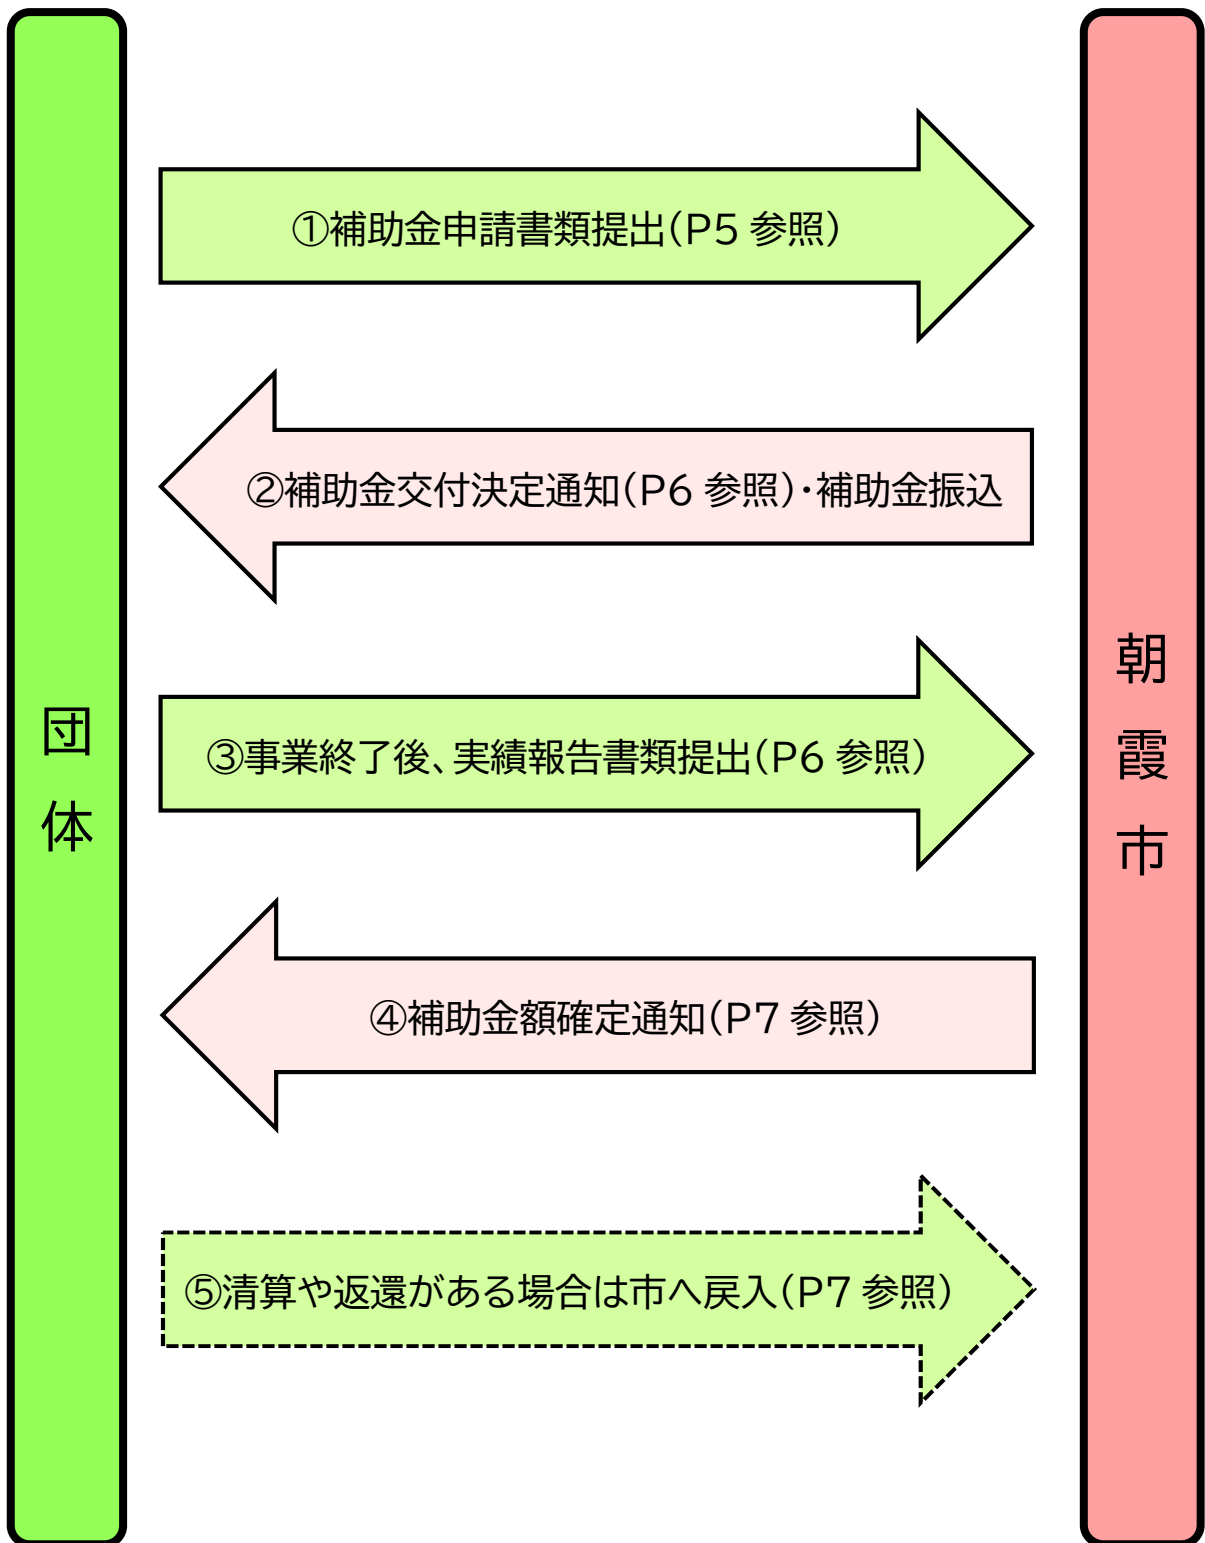 団体
①補助金申請書類提出（P5 参照）
②補助金交付決定通知（P6 参照）・補助金振込
③事業終了後、実績報告書類提出（P6 参照）
④補助金額確定通知（P7 参照）
⑤清算や返還がある場合は市へ戻入（P7 参照）
朝霞市